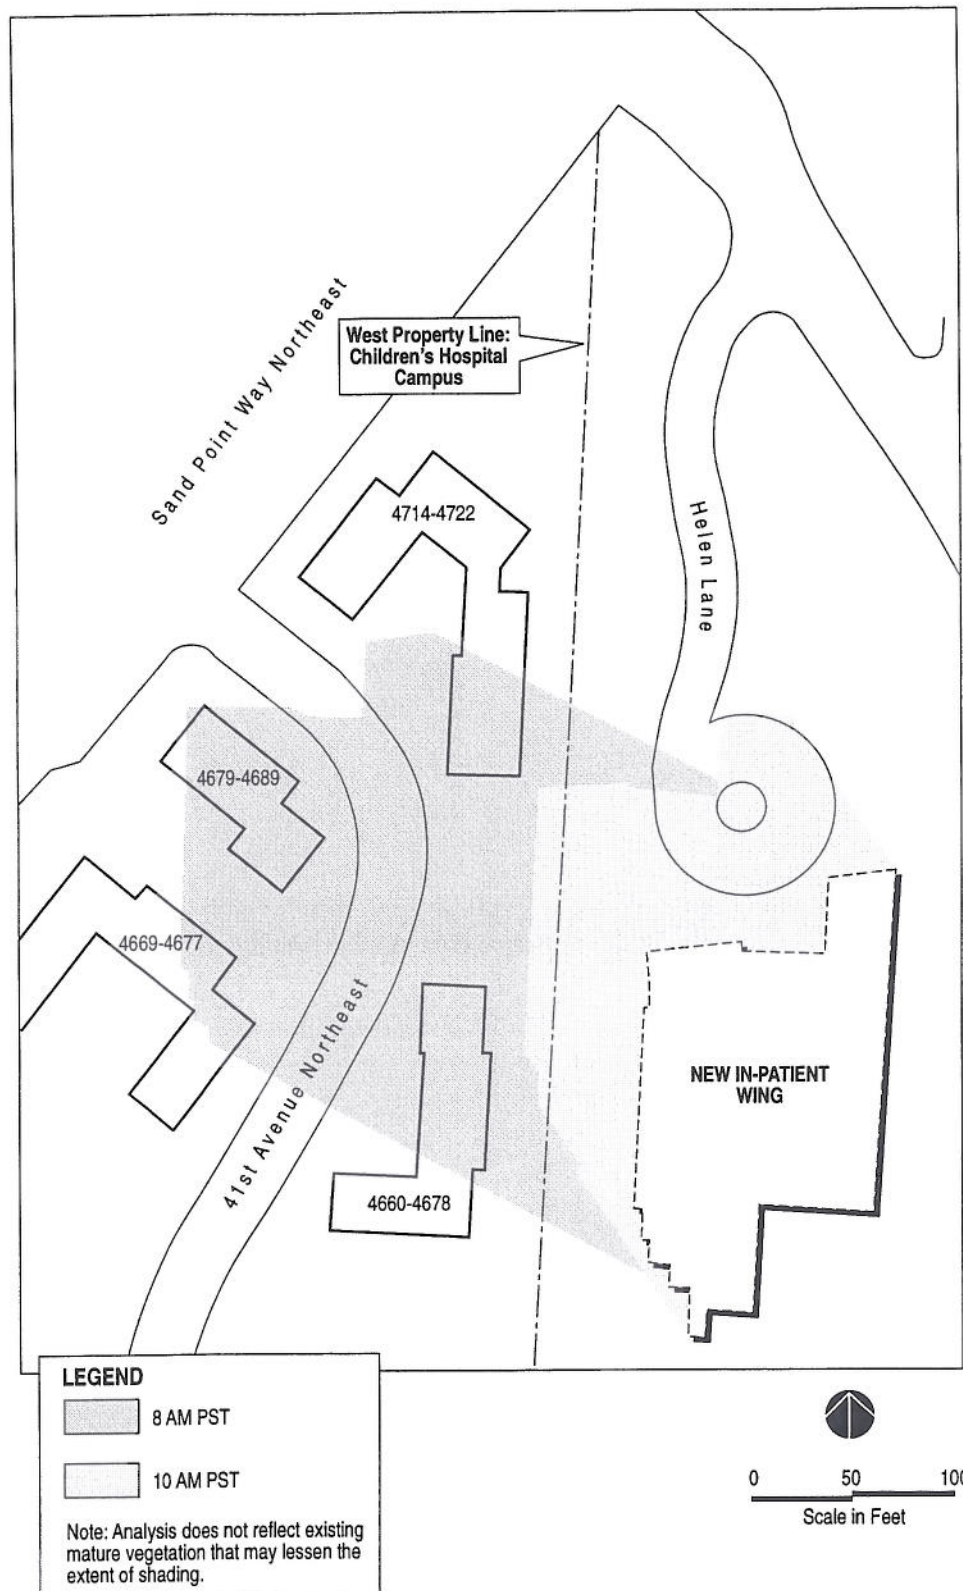 Sand Point Way Northeast
West Property Line:
Children's Hospital
Campus
4714-4722
Helen Lane
4679-4689
4669-4677
41st Avenue Northeast
NEW IN-PATIENT
WING
4660-4678
LEGEND
8 AM PST
10 AM PST
Note: Analysis does not reflect existing
mature vegetation that may lessen the
extent of shading.
0 50 100
Scale in Feet